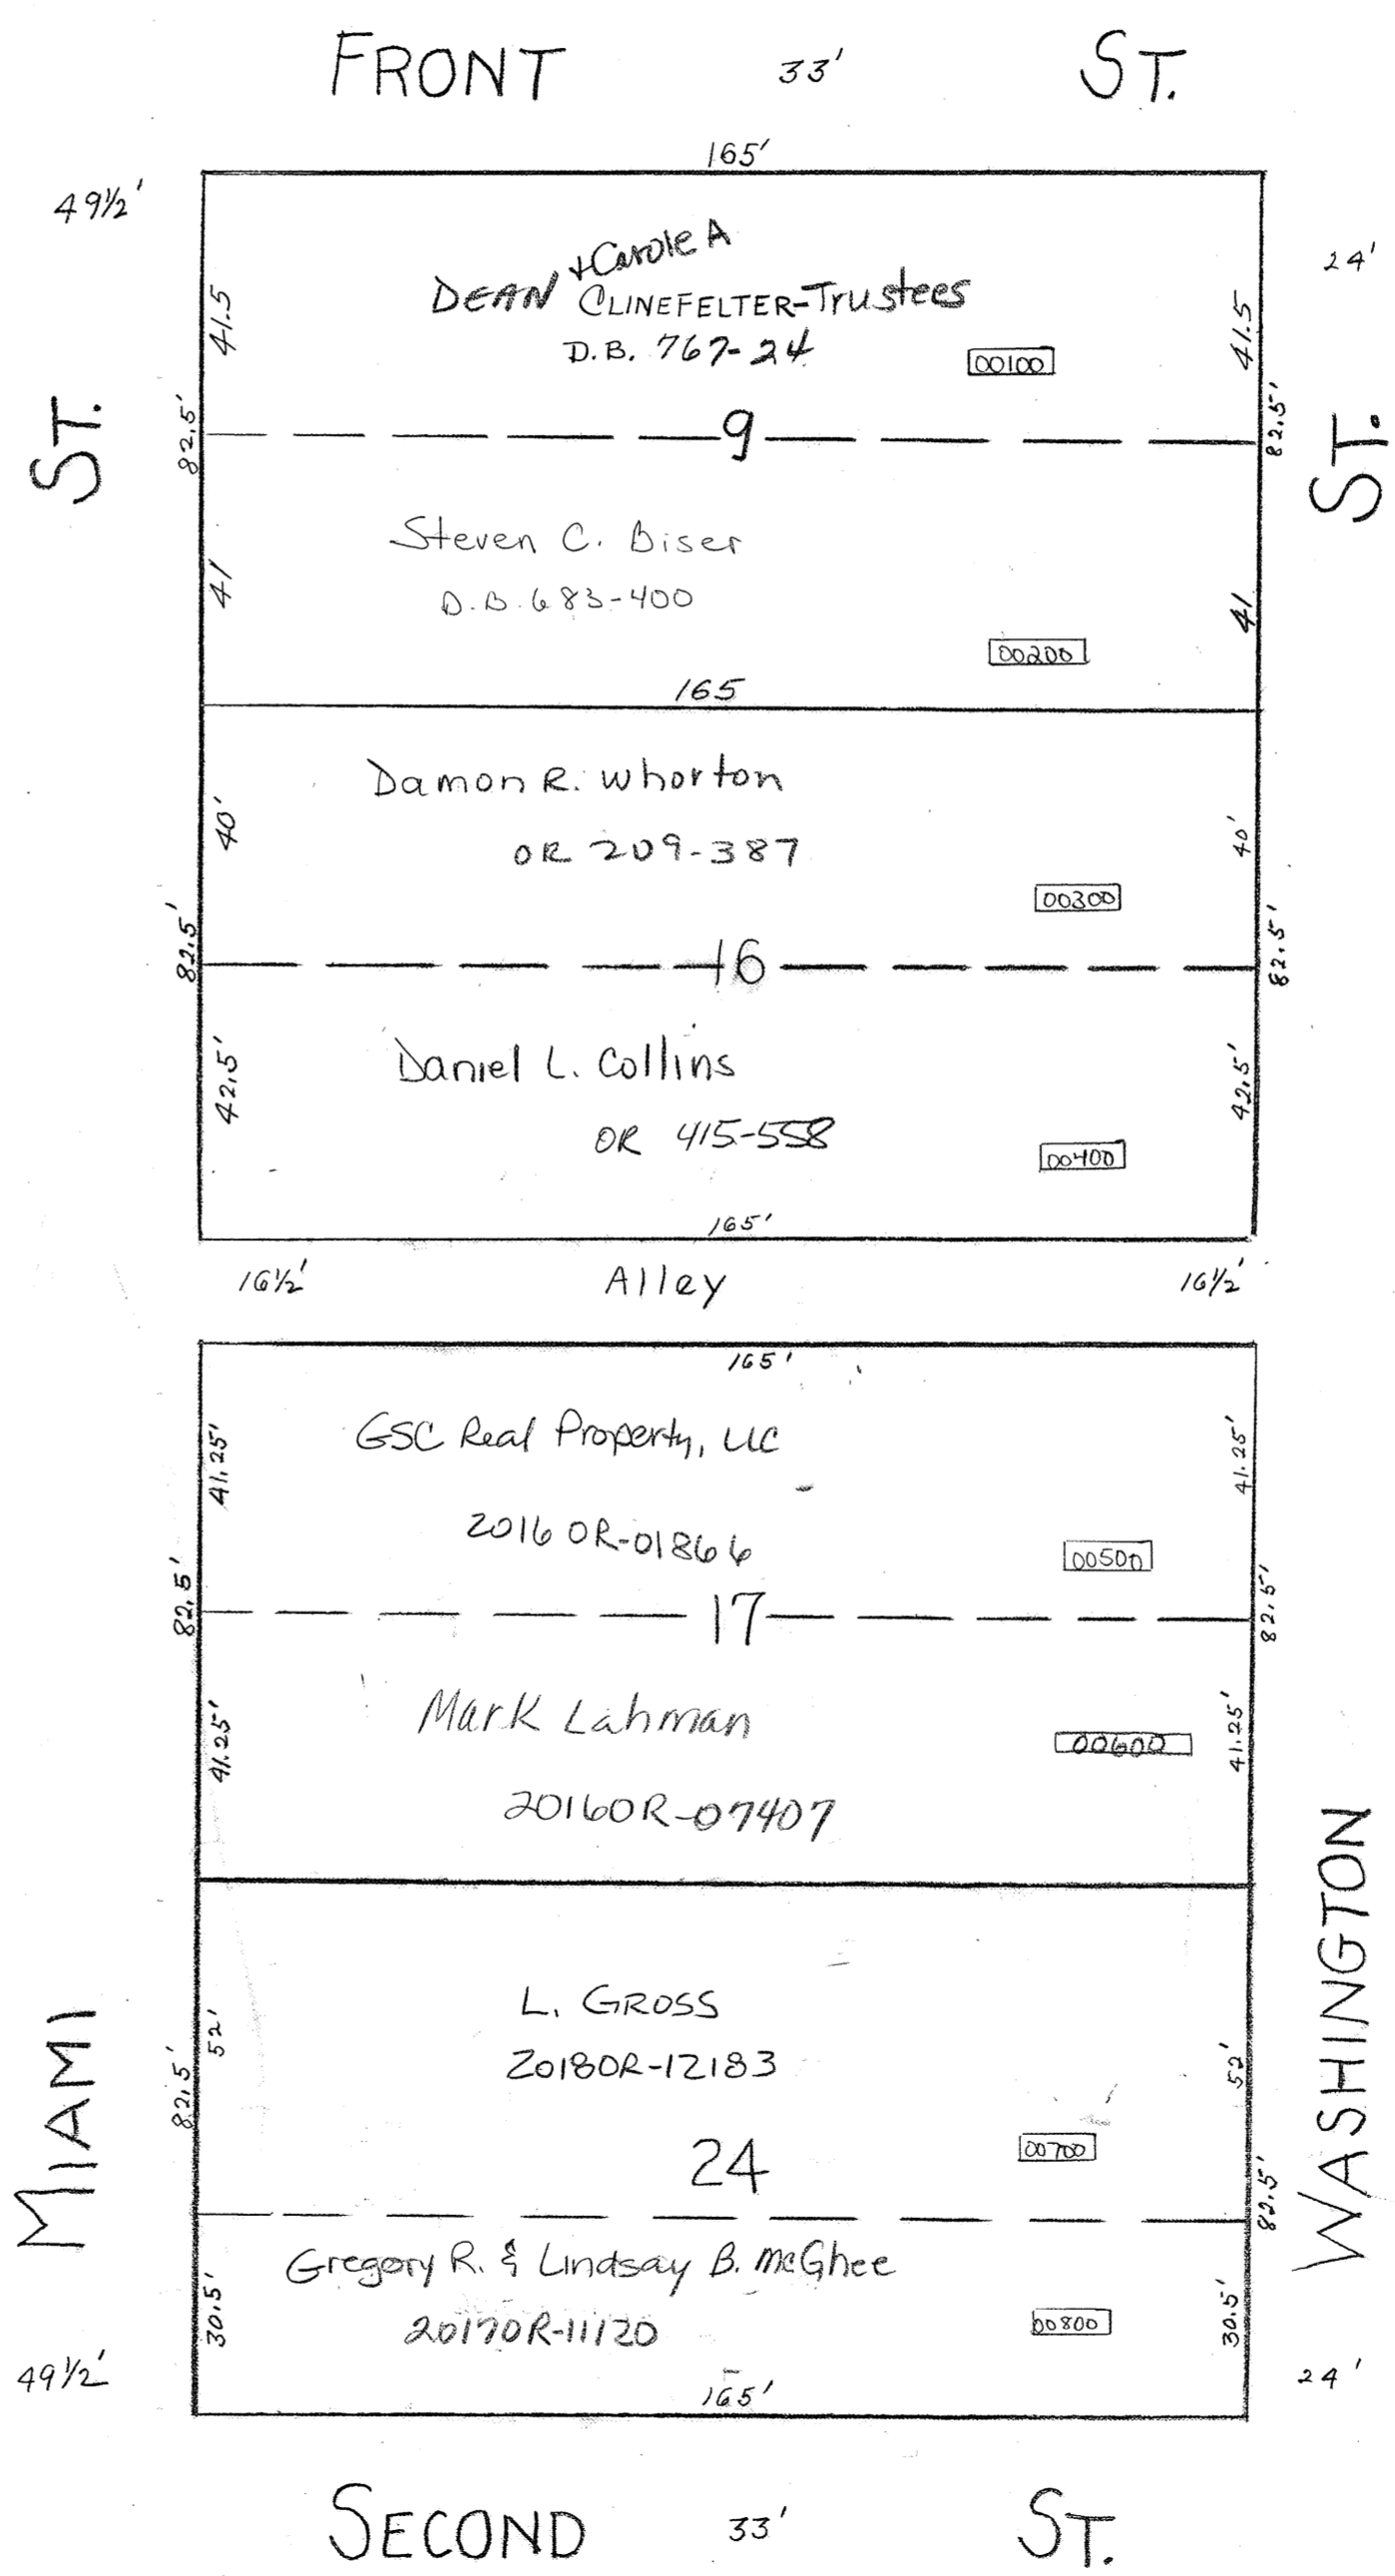 FRONT 33' ST.
165'
49½'
24'
+ Carole A
DEAN CLINEFELTER-Trustees
D.B. 767-24
00100
41.5
41.5
82.5'
82.5'
ST.
ST.
9
Steven C. Biser
D.B. 683-400
00200
41
41
165
Damon R. Whorton
OR 209-387
00300
40'
40'
82.5'
82.5'
16
Daniel L. Collins
OR 415-558
00400
42.5'
42.5'
165'
16½' Alley 16½'
165'
GSC Real Property, LLC
2016 OR-01866
00500
41.25'
41.25'
82.5'
82.5'
17
Mark Lahman
00600
2016OR-07407
41.25'
41.25'
L. GROSS
2018OR-12183
52'
52'
82.5'
82.5'
24
00700
MIAMI
WASHINGTON
Gregory R. & Lindsay B. McGhee
2017OR-11120
00800
30.5'
30.5'
49½'
24'
165'
SECOND 33' ST.